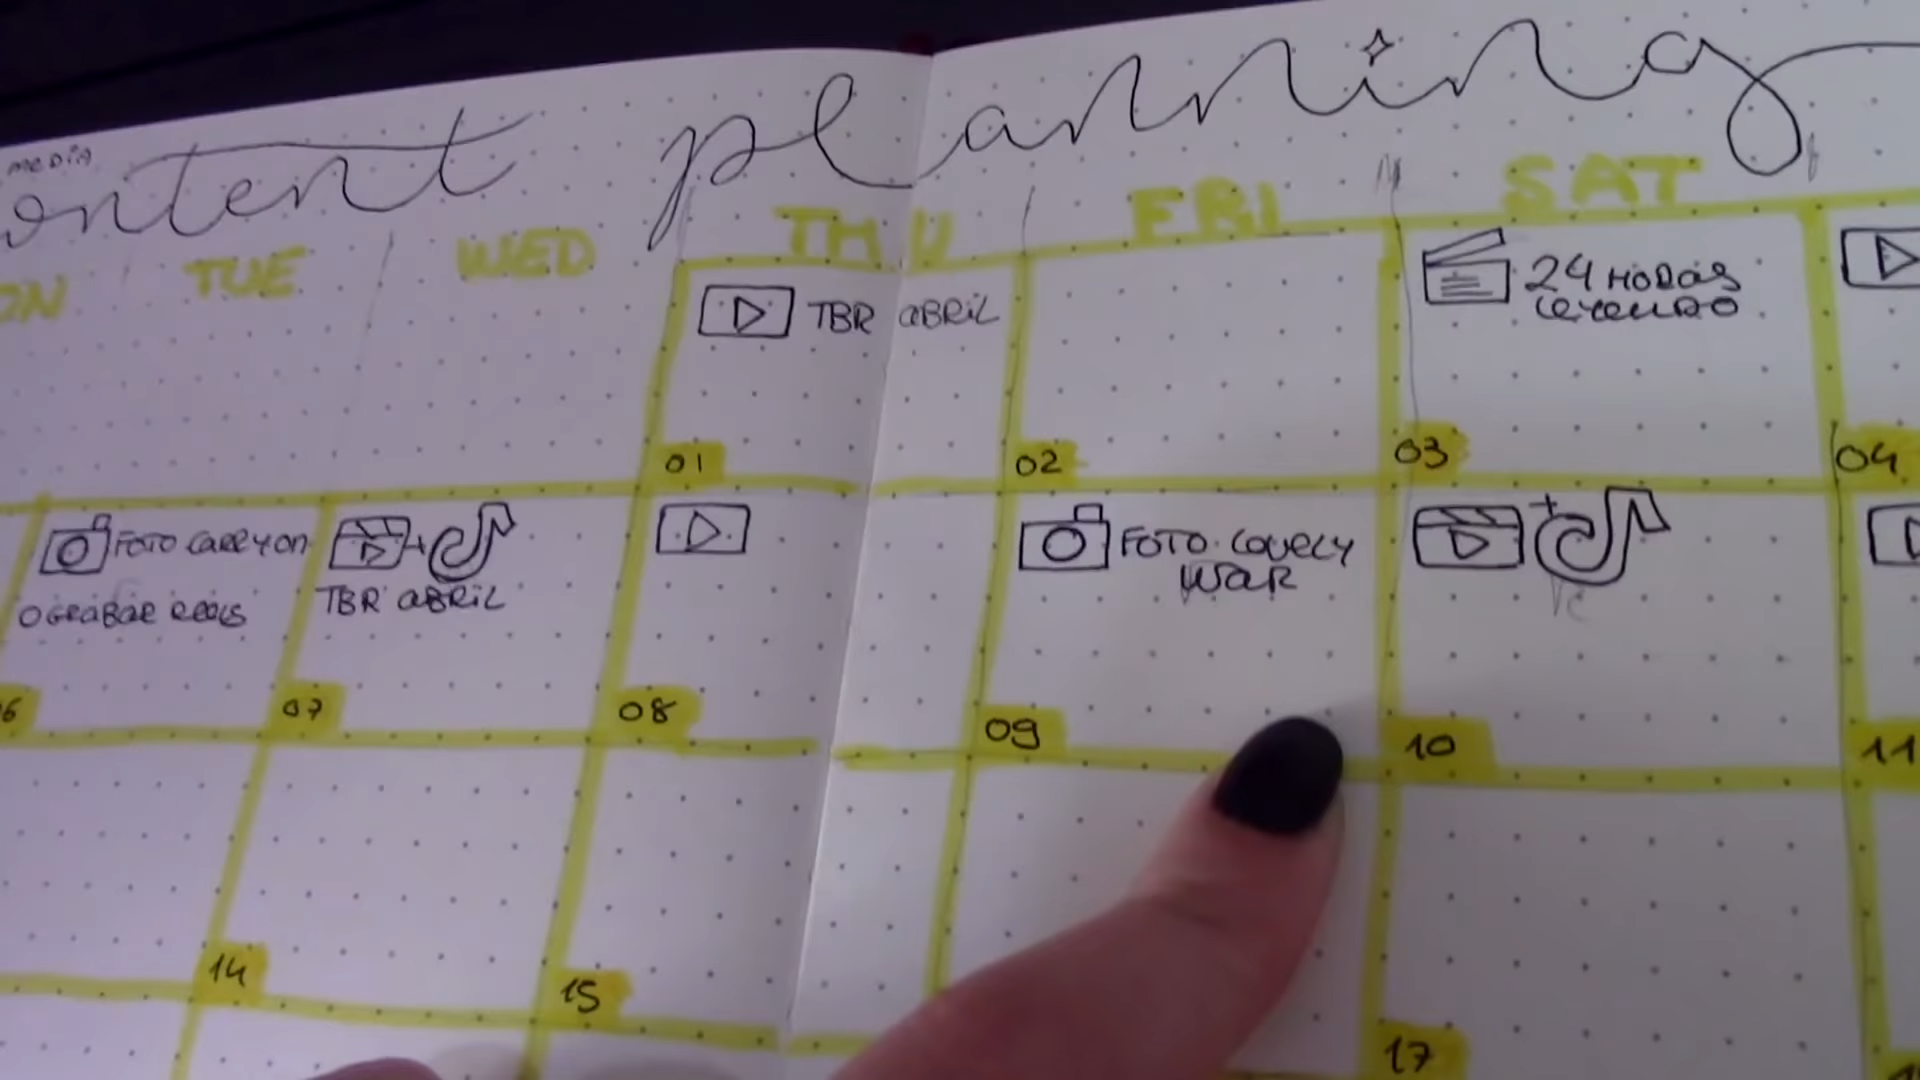 MEDIA
ontent planning
ON TUE WED THU FRI SAT
TBR ABRIL
24 HORAS
LEYENDO
01 02 03 04
FOTO CARRY ON
O GRABAR REELS
TBR ABRIL
FOTO LOVELY
WAR
06 07 08 09 10 11
14 15 17